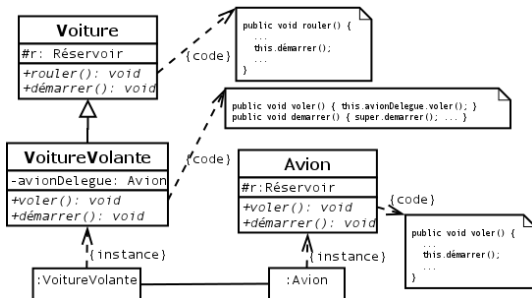 Voiture
#r: Réservoir
+rouler(): void
+démarrer(): void
{code}
public void rouler() {
...
this.démarrer();
...
}
VoitureVolante
-avionDelegue: Avion
+voler(): void
+démarrer(): void
{code}
public void voler() { this.avionDelegue.voler(); }
public void demarrer() { super.demarrer(); ... }
Avion
#r:Réservoir
+voler(): void
+démarrer(): void
{code}
public void voler() {
...
this.démarrer();
...
}
{instance}
{instance}
:VoitureVolante
:Avion